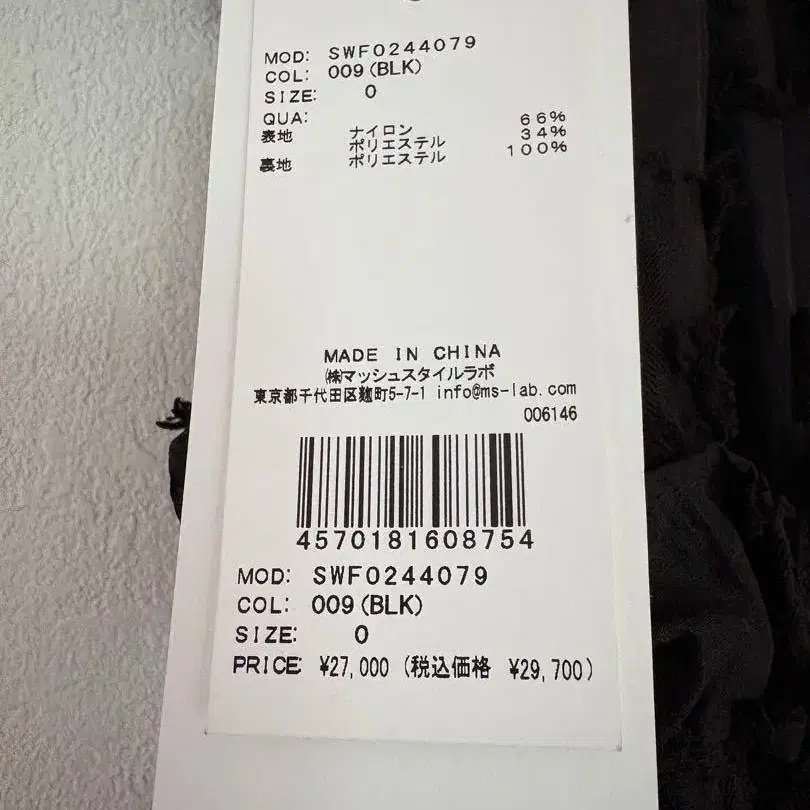 MOD: SWF0244079
COL: 009(BLK)
SIZE: 0
QUA:
表地 ナイロン 66%
ポリエステル 34%
裏地 ポリエステル 100%
MADE IN CHINA
㈱マッシュスタイルラボ
東京都千代田区麹町5-7-1 info@ms-lab.com
006146
4570181608754
MOD: SWF0244079
COL: 009(BLK)
SIZE: 0
PRICE: ¥27,000 (税込価格 ¥29,700)